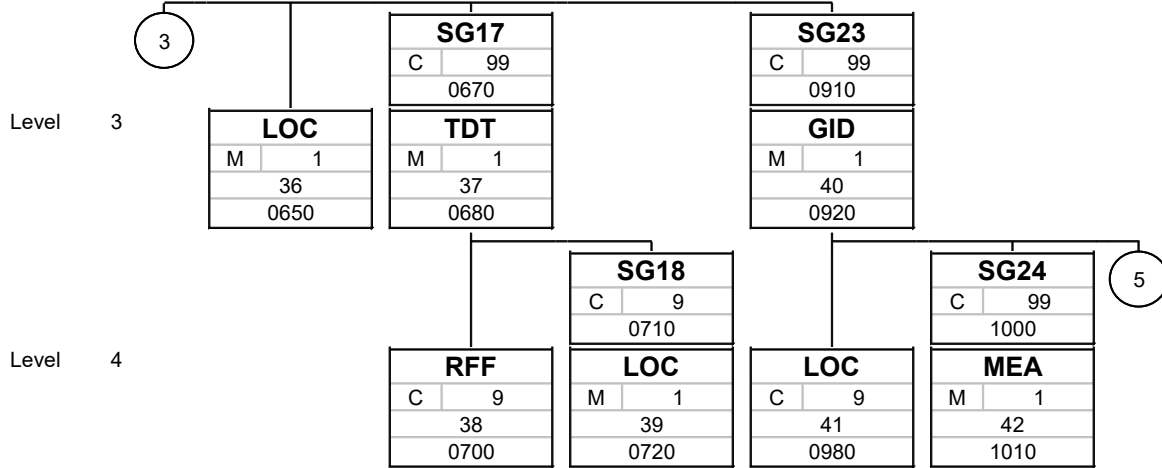 3
SG17
C 99
0670
SG23
C 99
0910
Level 3
LOC
M 1
36
0650
TDT
M 1
37
0680
GID
M 1
40
0920
SG18
C 9
0710
SG24
C 99
1000
5
Level 4
RFF
C 9
38
0700
LOC
M 1
39
0720
LOC
C 9
41
0980
MEA
M 1
42
1010